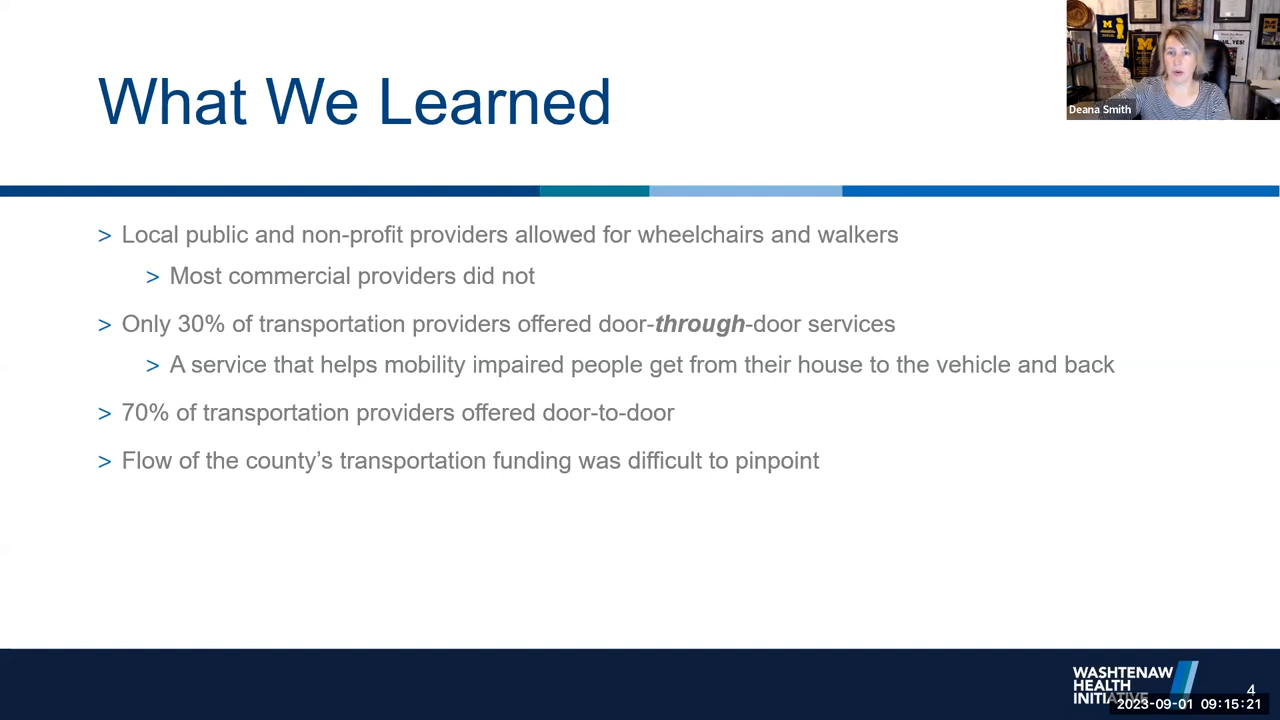 What We Learned
Deana Smith
> Local public and non-profit providers allowed for wheelchairs and walkers
> Most commercial providers did not
> Only 30% of transportation providers offered door-through-door services
> A service that helps mobility impaired people get from their house to the vehicle and back
> 70% of transportation providers offered door-to-door
> Flow of the county’s transportation funding was difficult to pinpoint
WASHTENAW
HEALTH
INITIATIVE
4
2023-09-01 09:15:21